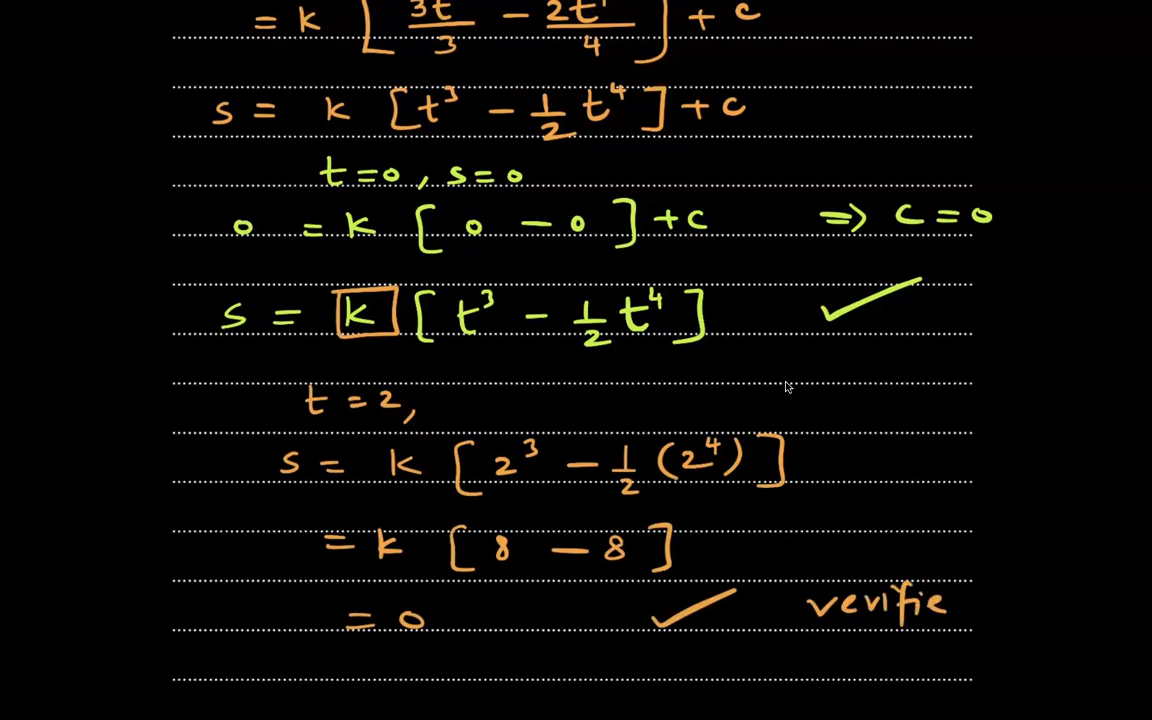 = k [ 3t/3 - 2t⁴/4 ] + c
s = k [ t³ - 1/2 t⁴ ] + c
t = 0 , s = 0
0 = k [ 0 - 0 ] + c ⇒ c = 0
s = k [ t³ - 1/2 t⁴ ] ✓
t = 2,
s = k [ 2³ - 1/2 (2⁴) ]
= k [ 8 - 8 ]
= 0 ✓ verifie